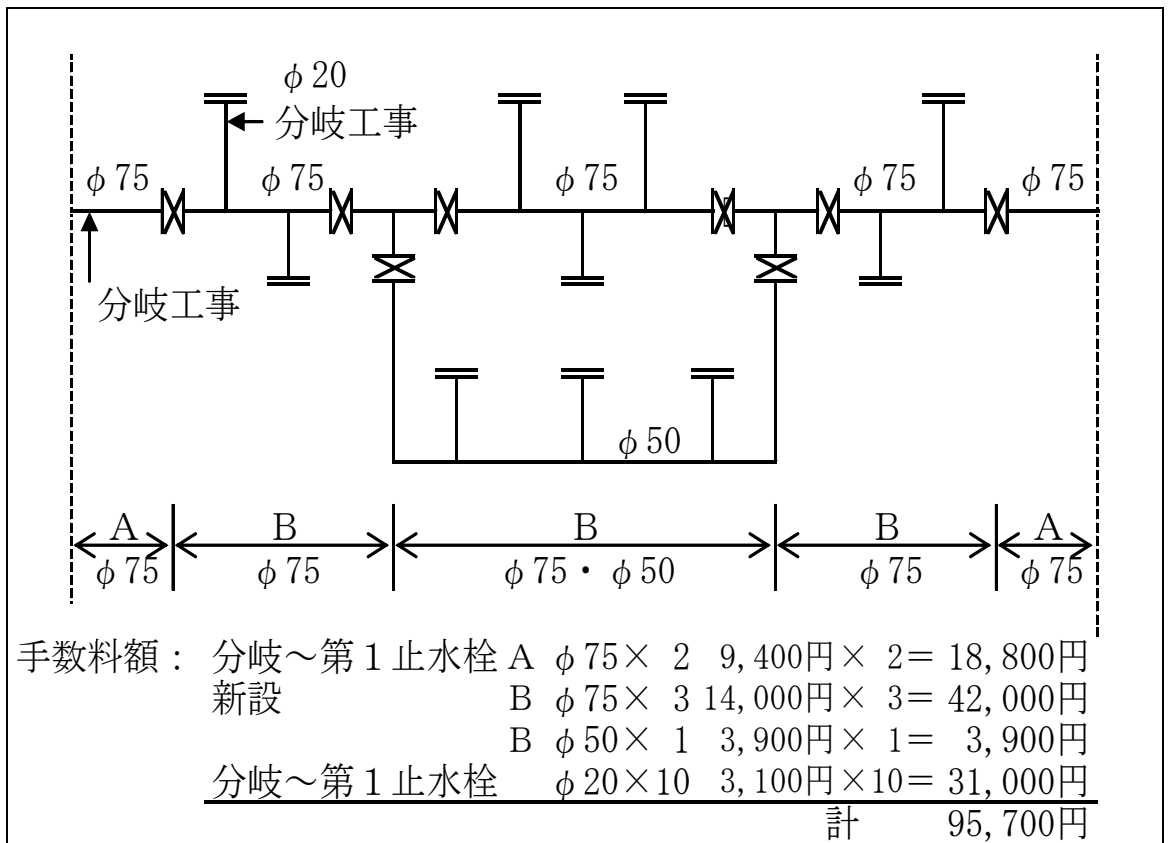 φ20
分岐工事
φ75 φ75 φ75 φ75 φ75
分岐工事
φ50
A B B B A
φ75 φ75 φ75・φ50 φ75 φ75
手数料額： 分岐～第１止水栓 A φ75× 2 9,400円× 2＝ 18,800円
新設 B φ75× 3 14,000円× 3＝ 42,000円
B φ50× 1 3,900円× 1＝ 3,900円
分岐～第１止水栓 φ20×10 3,100円×10＝ 31,000円
計 95,700円